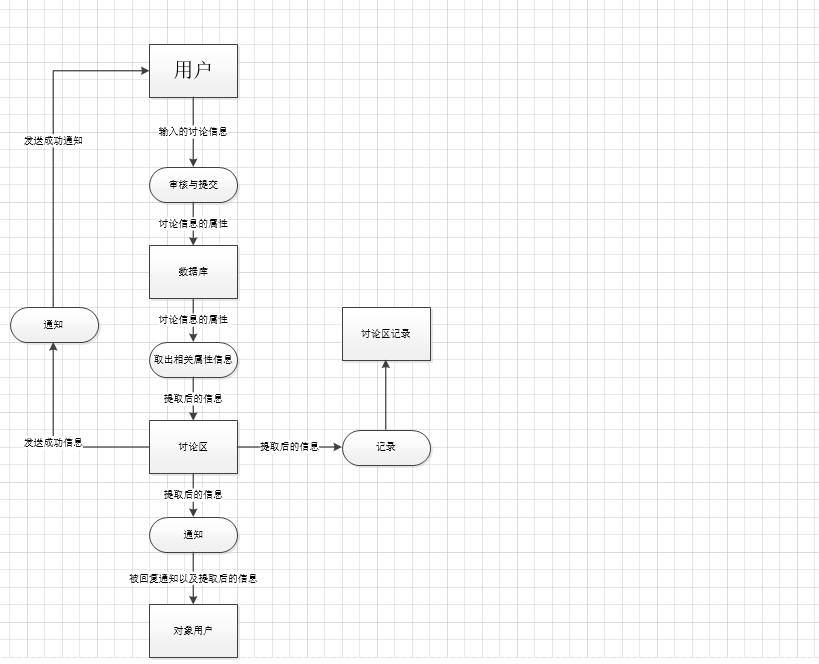 用户
发送成功通知
输入的讨论信息
审核与提交
讨论信息的属性
数据库
讨论信息的属性
通知
讨论区记录
取出相关属性信息
提取后的信息
发送成功信息
讨论区
提取后的信息
记录
提取后的信息
通知
被回复通知以及提取后的信息
对象用户